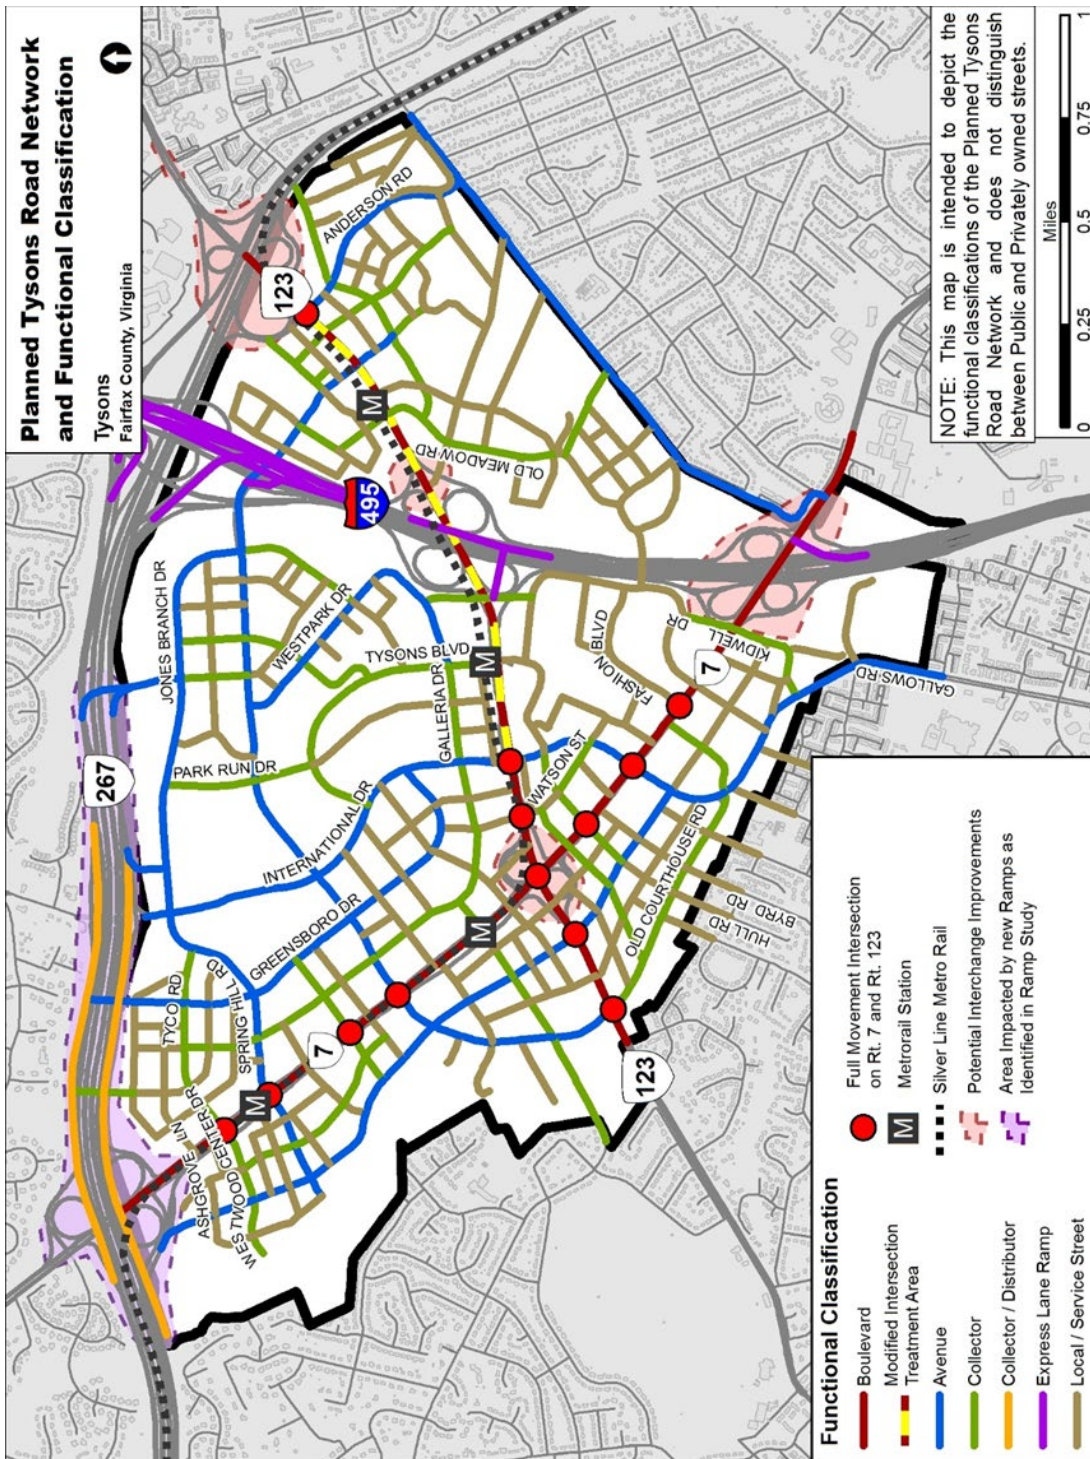 Planned Tysons Road Network
and Functional Classification
Tysons
Fairfax County, Virginia
267
JONES BRANCH DR
PARK RUN DR
WESTPARK DR
INTERNATIONAL DR
TYSONS BLVD
GALLERIA DR
GREENSBORO DR
TYCO RD
SPRING HILL RD
ASHGROVE LN
WESTWOOD CENTER DR
7
M
M
M
M
495
123
ANDERSON RD
OLD MEADOW RD
WATSON ST
FASHION BLVD
KIDWELL DR
7
GALLOWS RD
OLD COURTHOUSE RD
BYRD RD
HULL RD
123
Functional Classification
Boulevard
Modified Intersection
Treatment Area
Avenue
Collector
Collector / Distributor
Express Lane Ramp
Local / Service Street
Full Movement Intersection
on Rt. 7 and Rt. 123
M
Metrorail Station
Silver Line Metro Rail
Potential Interchange Improvements
Area Impacted by new Ramps as
Identified in Ramp Study
NOTE: This map is intended to depict the
functional classifications of the Planned Tysons
Road Network and does not distinguish
between Public and Privately owned streets.
Miles
0 0.25 0.5 0.75 1